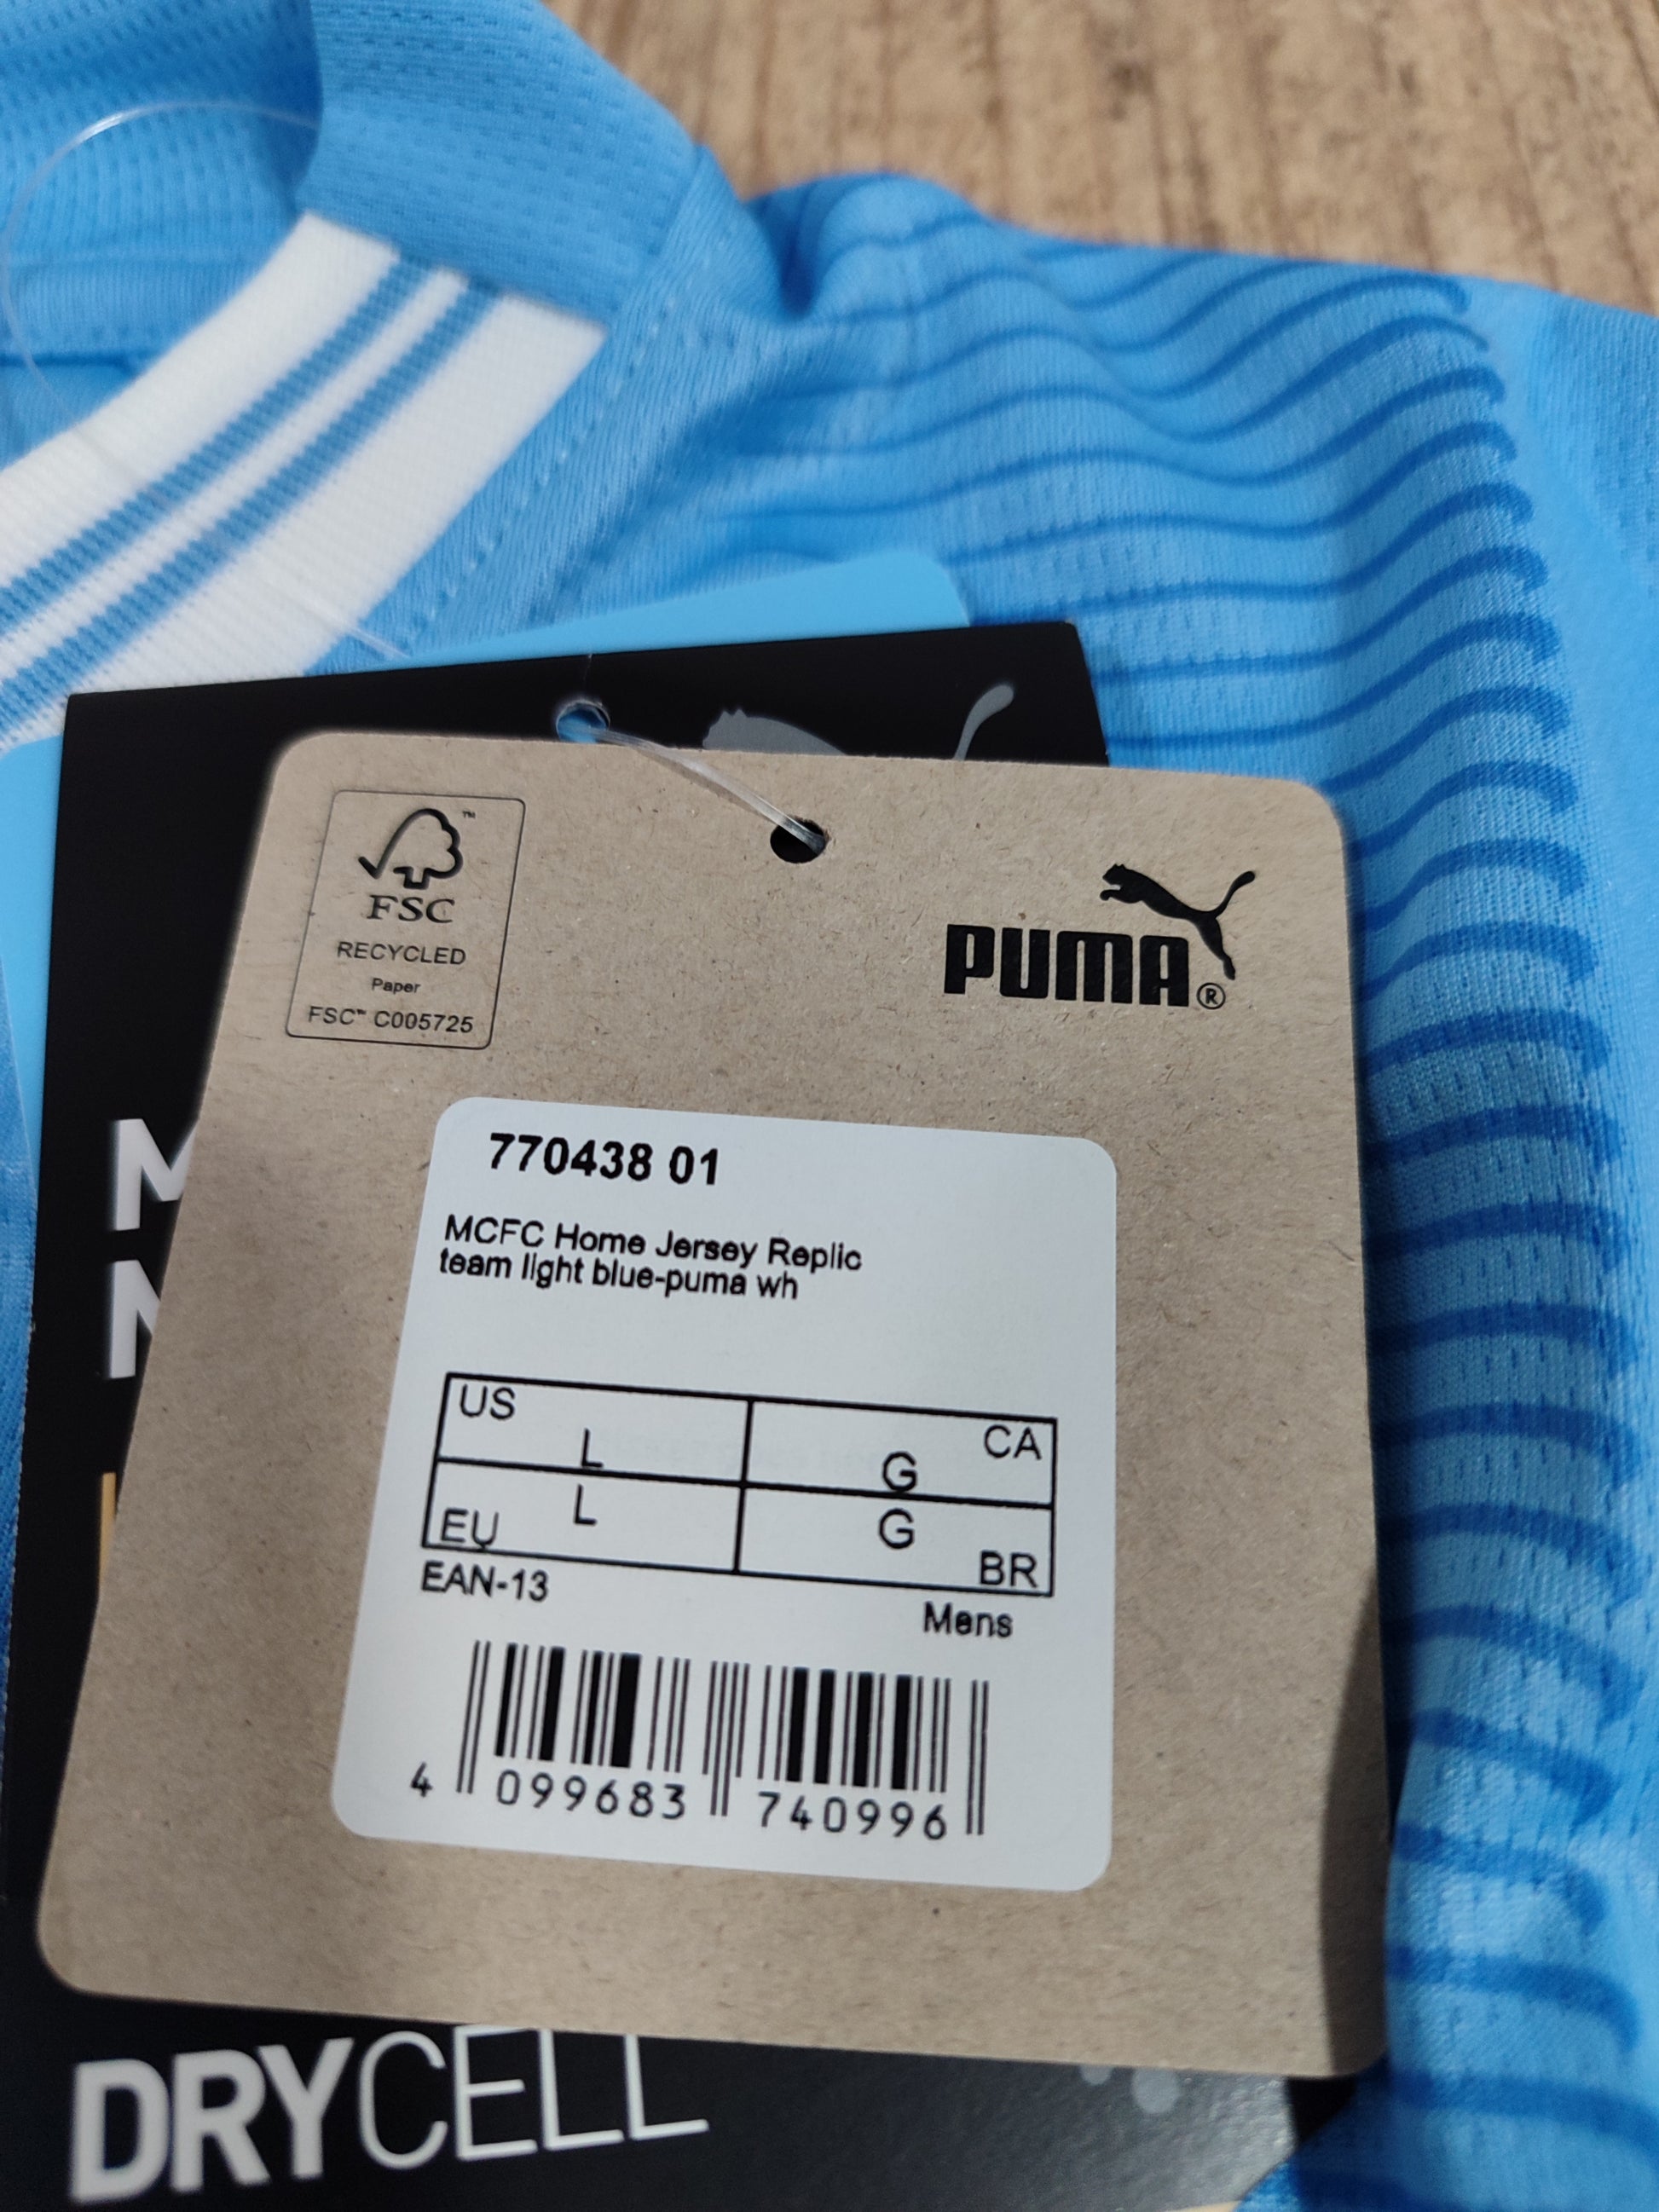 ™
FSC
RECYCLED
Paper
FSC™ C005725
PUMA®
770438 01
MCFC Home Jersey Replic
team light blue-puma wh
US L G CA
EU L G BR
EAN-13
Mens
4 099683 740996
DRYCELL